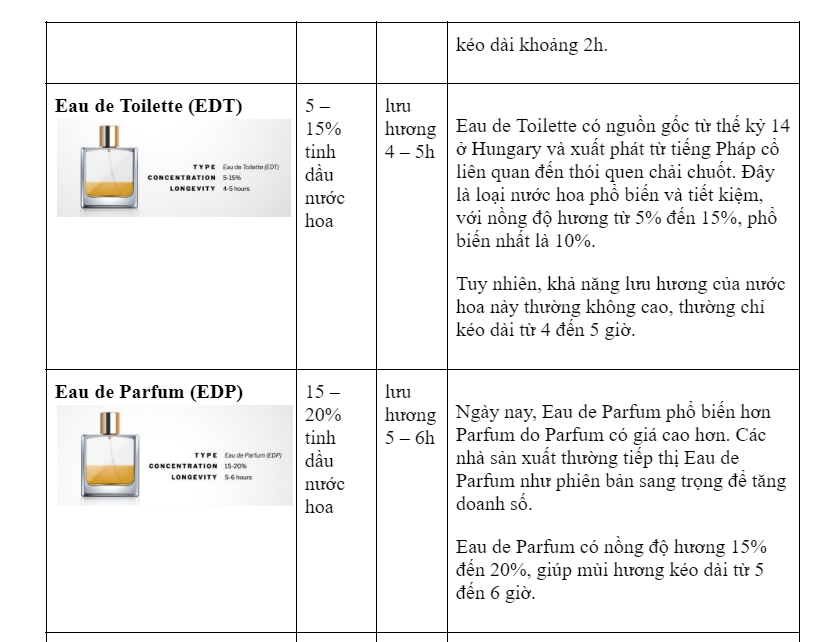 kéo dài khoảng 2h.
Eau de Toilette (EDT)
TYPE Eau de Toilette (EDT)
CONCENTRATION 5-15%
LONGEVITY 4-5 hours
5 –
15%
tinh
dầu
nước
hoa
lưu
hương
4 – 5h
Eau de Toilette có nguồn gốc từ thế kỷ 14
ở Hungary và xuất phát từ tiếng Pháp cổ
liên quan đến thói quen chải chuốt. Đây
là loại nước hoa phổ biến và tiết kiệm,
với nồng độ hương từ 5% đến 15%, phổ
biến nhất là 10%.
Tuy nhiên, khả năng lưu hương của nước
hoa này thường không cao, thường chỉ
kéo dài từ 4 đến 5 giờ.
Eau de Parfum (EDP)
TYPE Eau de Parfum (EDP)
CONCENTRATION 15-20%
LONGEVITY 5-6 hours
15 –
20%
tinh
dầu
nước
hoa
lưu
hương
5 – 6h
Ngày nay, Eau de Parfum phổ biến hơn
Parfum do Parfum có giá cao hơn. Các
nhà sản xuất thường tiếp thị Eau de
Parfum như phiên bản sang trọng để tăng
doanh số.
Eau de Parfum có nồng độ hương 15%
đến 20%, giúp mùi hương kéo dài từ 5
đến 6 giờ.